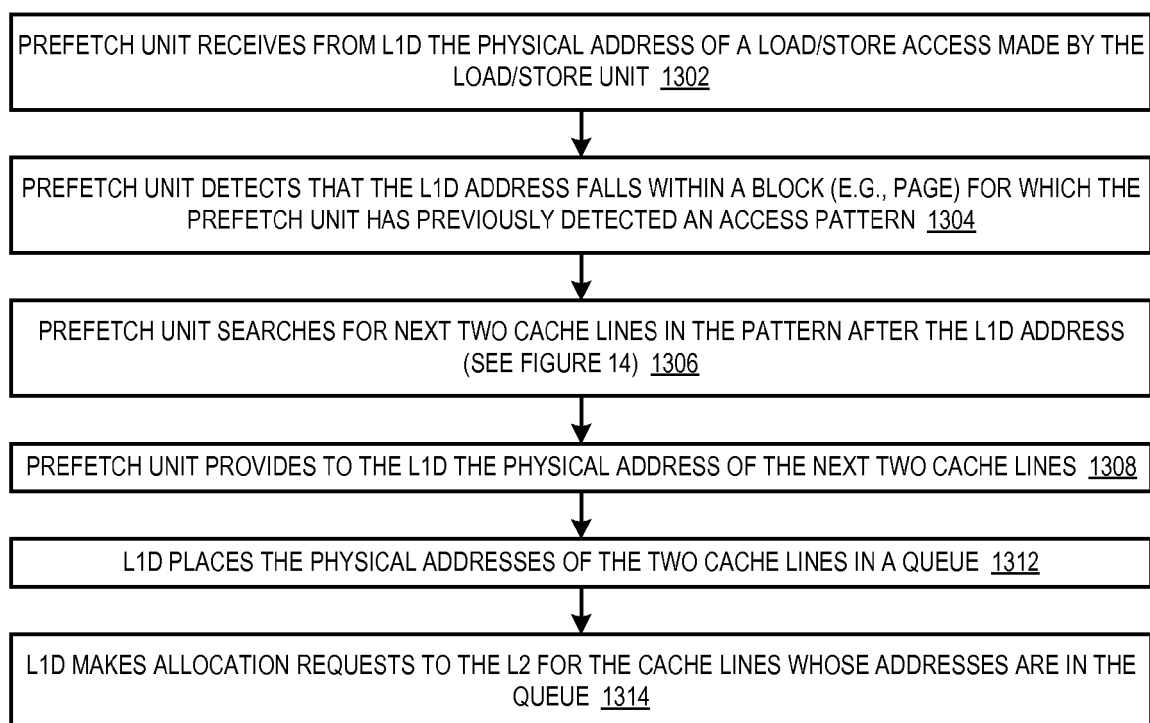 PREFETCH UNIT RECEIVES FROM L1D THE PHYSICAL ADDRESS OF A LOAD/STORE ACCESS MADE BY THE
LOAD/STORE UNIT 1302
PREFETCH UNIT DETECTS THAT THE L1D ADDRESS FALLS WITHIN A BLOCK (E.G., PAGE) FOR WHICH THE
PREFETCH UNIT HAS PREVIOUSLY DETECTED AN ACCESS PATTERN 1304
PREFETCH UNIT SEARCHES FOR NEXT TWO CACHE LINES IN THE PATTERN AFTER THE L1D ADDRESS
(SEE FIGURE 14) 1306
PREFETCH UNIT PROVIDES TO THE L1D THE PHYSICAL ADDRESS OF THE NEXT TWO CACHE LINES 1308
L1D PLACES THE PHYSICAL ADDRESSES OF THE TWO CACHE LINES IN A QUEUE 1312
L1D MAKES ALLOCATION REQUESTS TO THE L2 FOR THE CACHE LINES WHOSE ADDRESSES ARE IN THE
QUEUE 1314